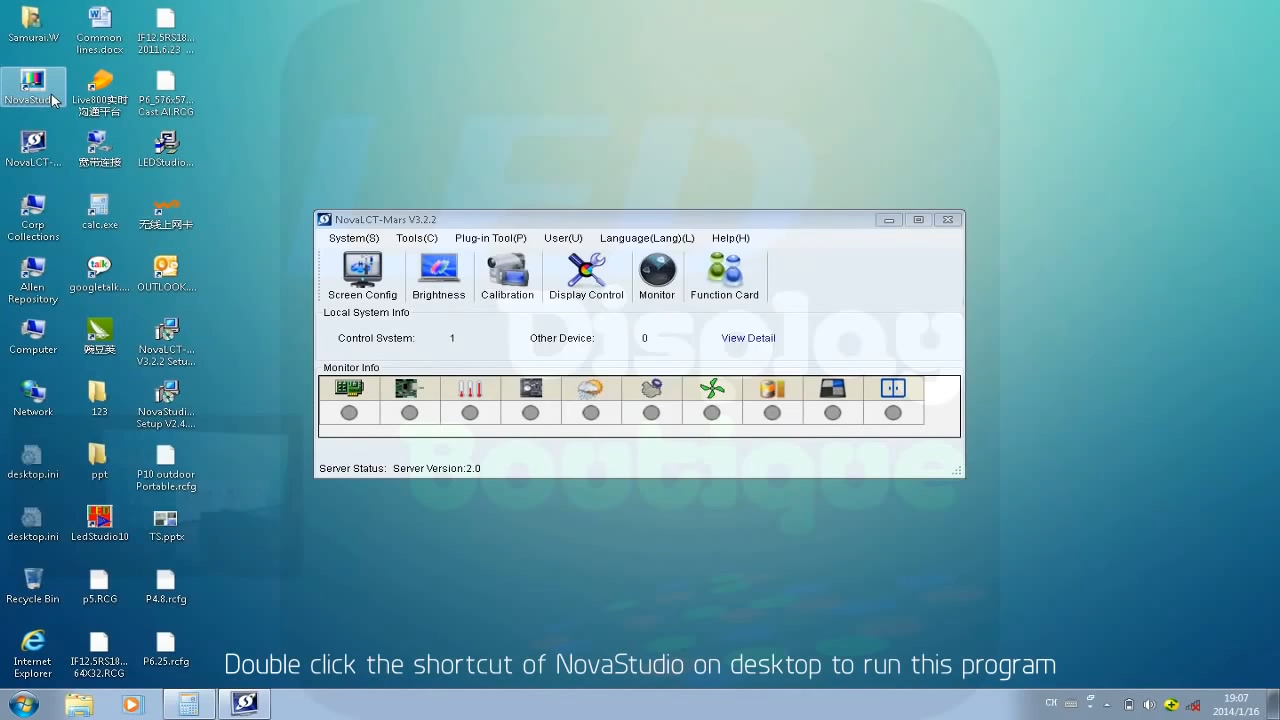 Samurai.W
Common lines.docx
IF12.5RS18...
2011.6.23 ...
NovaStudi...
Live800实时
沟通平台
P6_576x57...
Cast Al.RCG
NovaLCT-...
宽带连接
LEDStudio...
Corp
Collections
calc.exe
无线上网卡
Allen
Repository
talk
googletalk....
OUTLOOK...
Computer
豌豆荚
NovaLCT-...
V3.2.2 Setu...
Network
123
NovaStudi...
Setup V2.4....
desktop.ini
ppt
P10 outdoor
Portable.rcfg
desktop.ini
LedStudio10
TS.pptx
Recycle Bin
p5.RCG
P4.8.rcfg
Internet
Explorer
IF12.5RS18...
64X32.RCG
P6.25.rcfg
LED
Display
Boutique
NovaLCT-Mars V3.2.2
System(S) Tools(C) Plug-in Tool(P) User(U) Language(Lang)(L) Help(H)
Screen Config Brightness Calibration Display Control Monitor Function Card
Local System Info
Control System: 1 Other Device: 0 View Detail
Monitor Info
Server Status: Server Version:2.0
Double click the shortcut of NovaStudio on desktop to run this program
CH
19:07
2014/1/16